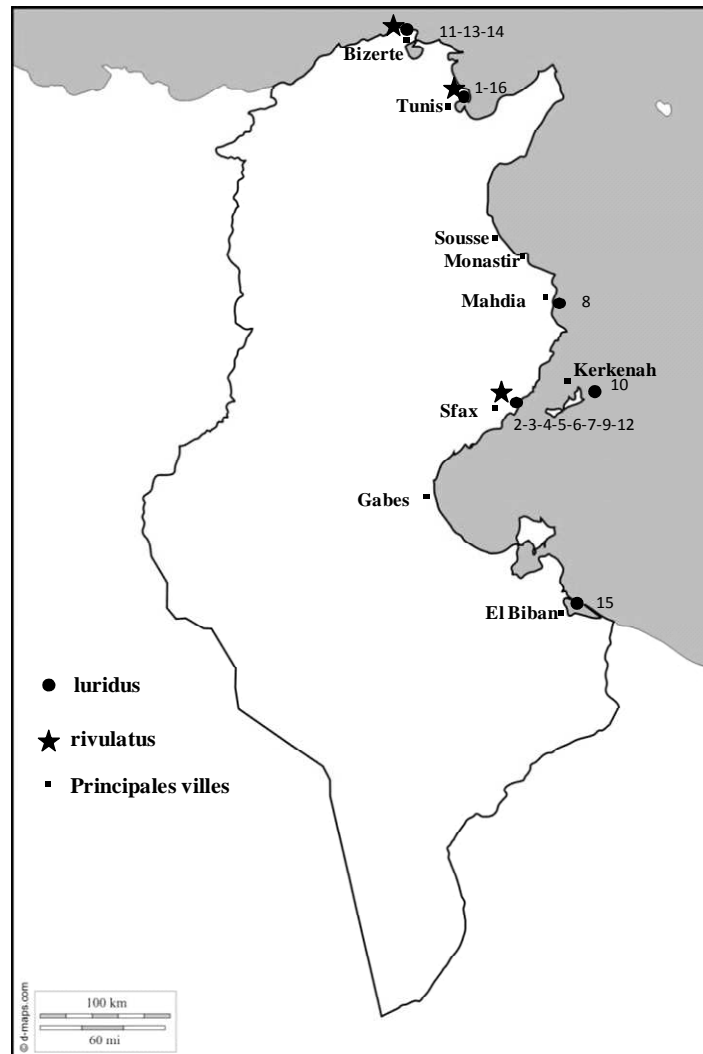 11-13-14
Bizerte
1-16
Tunis
Sousse
Monastir
Mahdia
8
Kerkenah
10
Sfax
2-3-4-5-6-7-9-12
Gabes
15
El Biban
luridus
rivulatus
Principales villes
100 km
60 mi
© d-maps.com